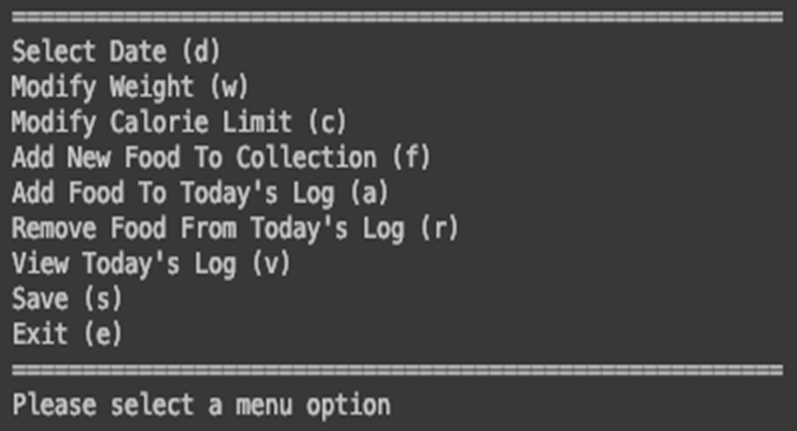 Select Date (d)
Modify Weight (w)
Modify Calorie Limit (c)
Add New Food To Collection (f)
Add Food To Today's Log (a)
Remove Food From Today's Log (r)
View Today's Log (v)
Save (s)
Exit (e)
Please select a menu option